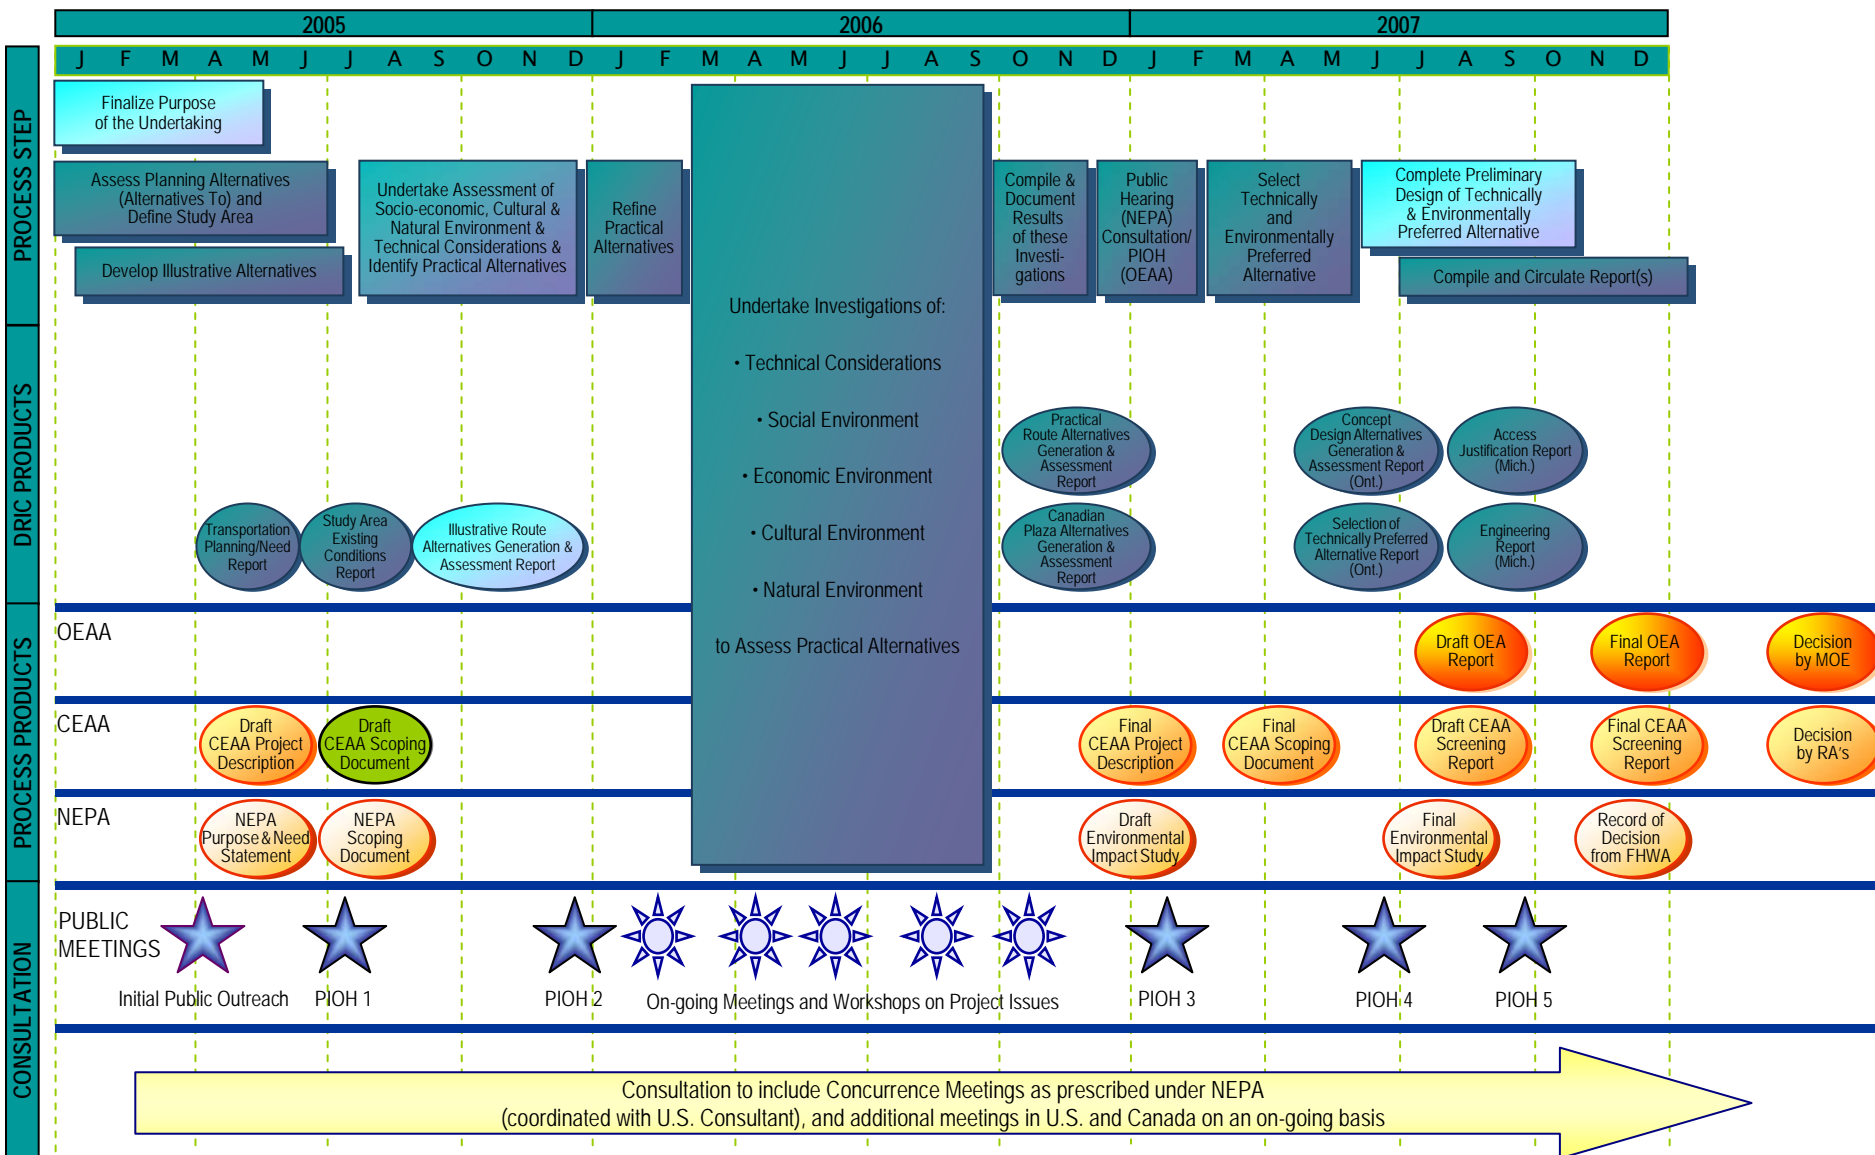 2005
2006
2007
J F M A M J J A S O N D J F M A M J J A S O N D J F M A M J J A S O N D
PROCESS STEP
Finalize Purpose
of the Undertaking
Assess Planning Alternatives
(Alternatives To) and
Define Study Area
Develop Illustrative Alternatives
Undertake Assessment of
Socio-economic, Cultural &
Natural Environment &
Technical Considerations &
Identify Practical Alternatives
Refine
Practical
Alternatives
Undertake Investigations of:
• Technical Considerations
• Social Environment
• Economic Environment
• Cultural Environment
• Natural Environment
to Assess Practical Alternatives
Compile &
Document
Results
of these
Investi-
gations
Public
Hearing
(NEPA)
Consultation/
PIOH
(OEAA)
Select
Technically
and
Environmentally
Preferred
Alternative
Complete Preliminary
Design of Technically
& Environmentally
Preferred Alternative
Compile and Circulate Report(s)
DRIC PRODUCTS
Practical
Route Alternatives
Generation &
Assessment
Report
Concept
Design Alternatives
Generation &
Assessment Report
(Ont.)
Access
Justification Report
(Mich.)
Transportation
Planning/Need
Report
Study Area
Existing
Conditions
Report
Illustrative Route
Alternatives Generation &
Assessment Report
Canadian
Plaza Alternatives
Generation &
Assessment
Report
Selection of
Technically Preferred
Alternative Report
(Ont.)
Engineering
Report
(Mich.)
PROCESS PRODUCTS
OEAA
Draft OEA
Report
Final OEA
Report
Decision
by MOE
CEAA
Draft
CEAA Project
Description
Draft
CEAA Scoping
Document
Final
CEAA Project
Description
Final
CEAA Scoping
Document
Draft CEAA
Screening
Report
Final CEAA
Screening
Report
Decision
by RA's
NEPA
NEPA
Purpose & Need
Statement
NEPA
Scoping
Document
Draft
Environmental
Impact Study
Final
Environmental
Impact Study
Record of
Decision
from FHWA
CONSULTATION
PUBLIC
MEETINGS
Initial Public Outreach
PIOH 1
PIOH 2
On-going Meetings and Workshops on Project Issues
PIOH 3
PIOH 4
PIOH 5
Consultation to include Concurrence Meetings as prescribed under NEPA
(coordinated with U.S. Consultant), and additional meetings in U.S. and Canada on an on-going basis